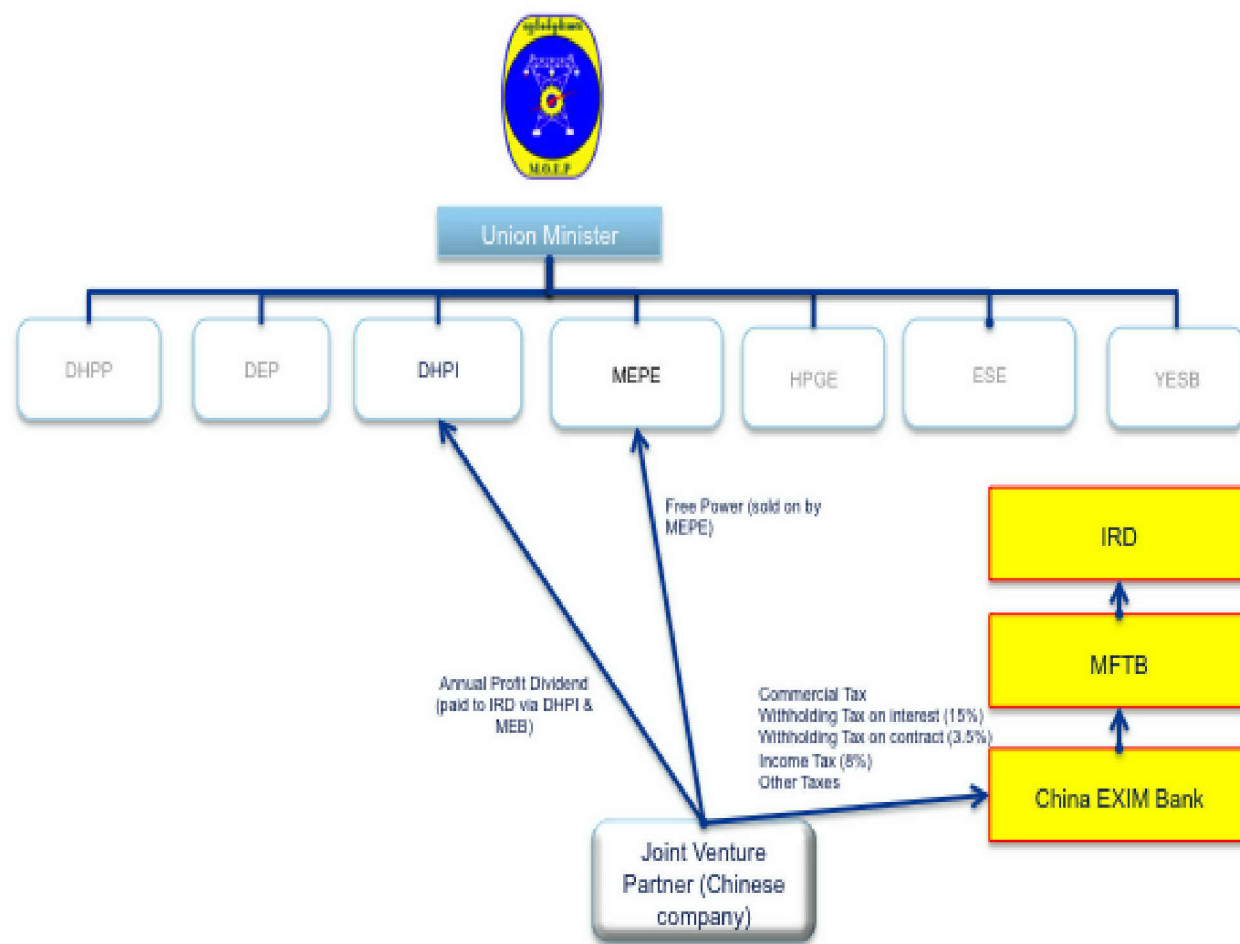 M.O.E.P
Union Minister
DHPP
DEP
DHPI
MEPE
HPGE
ESE
YESB
Free Power (sold on by
MEPE)
IRD
MFTB
Annual Profit Dividend
(paid to IRD via DHPI &
MEB)
Commercial Tax
Withholding Tax on interest (15%)
Withholding Tax on contract (3.5%)
Income Tax (8%)
Other Taxes
China EXIM Bank
Joint Venture
Partner (Chinese
company)